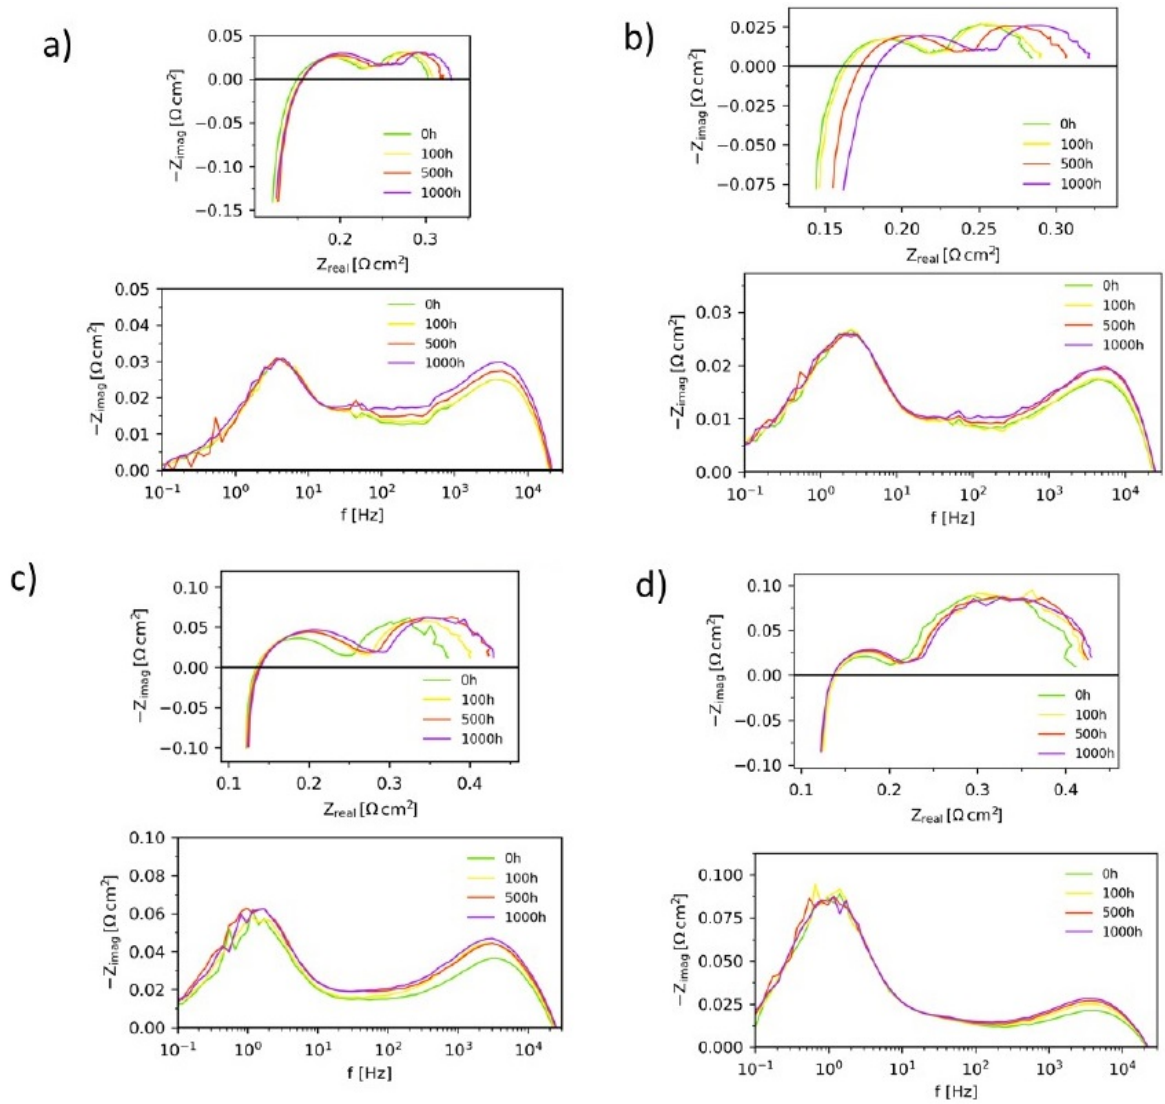 a)
0.05
0.00
−0.05
−0.10
−0.15
−Zimag [Ω cm²]
0h
100h
500h
1000h
0.2 0.3
Zreal [Ω cm²]
0.05
0.04
0.03
0.02
0.01
0.00
−Zimag [Ω cm²]
0h
100h
500h
1000h
10⁻¹ 10⁰ 10¹ 10² 10³ 10⁴
f [Hz]
b)
0.025
0.000
−0.025
−0.050
−0.075
−Zimag [Ω cm²]
0h
100h
500h
1000h
0.15 0.20 0.25 0.30
Zreal [Ω cm²]
0.03
0.02
0.01
0.00
−Zimag [Ω cm²]
0h
100h
500h
1000h
10⁻¹ 10⁰ 10¹ 10² 10³ 10⁴
f [Hz]
c)
0.10
0.05
0.00
−0.05
−0.10
−Zimag [Ω cm²]
0h
100h
500h
1000h
0.1 0.2 0.3 0.4
Zreal [Ω cm²]
0.10
0.08
0.06
0.04
0.02
0.00
−Zimag [Ω cm²]
0h
100h
500h
1000h
10⁻¹ 10⁰ 10¹ 10² 10³ 10⁴
f [Hz]
d)
0.10
0.05
0.00
−0.05
−0.10
−Zimag [Ω cm²]
0h
100h
500h
1000h
0.1 0.2 0.3 0.4
Zreal [Ω cm²]
0.100
0.075
0.050
0.025
0.000
−Zimag [Ω cm²]
0h
100h
500h
1000h
10⁻¹ 10⁰ 10¹ 10² 10³ 10⁴
f [Hz]